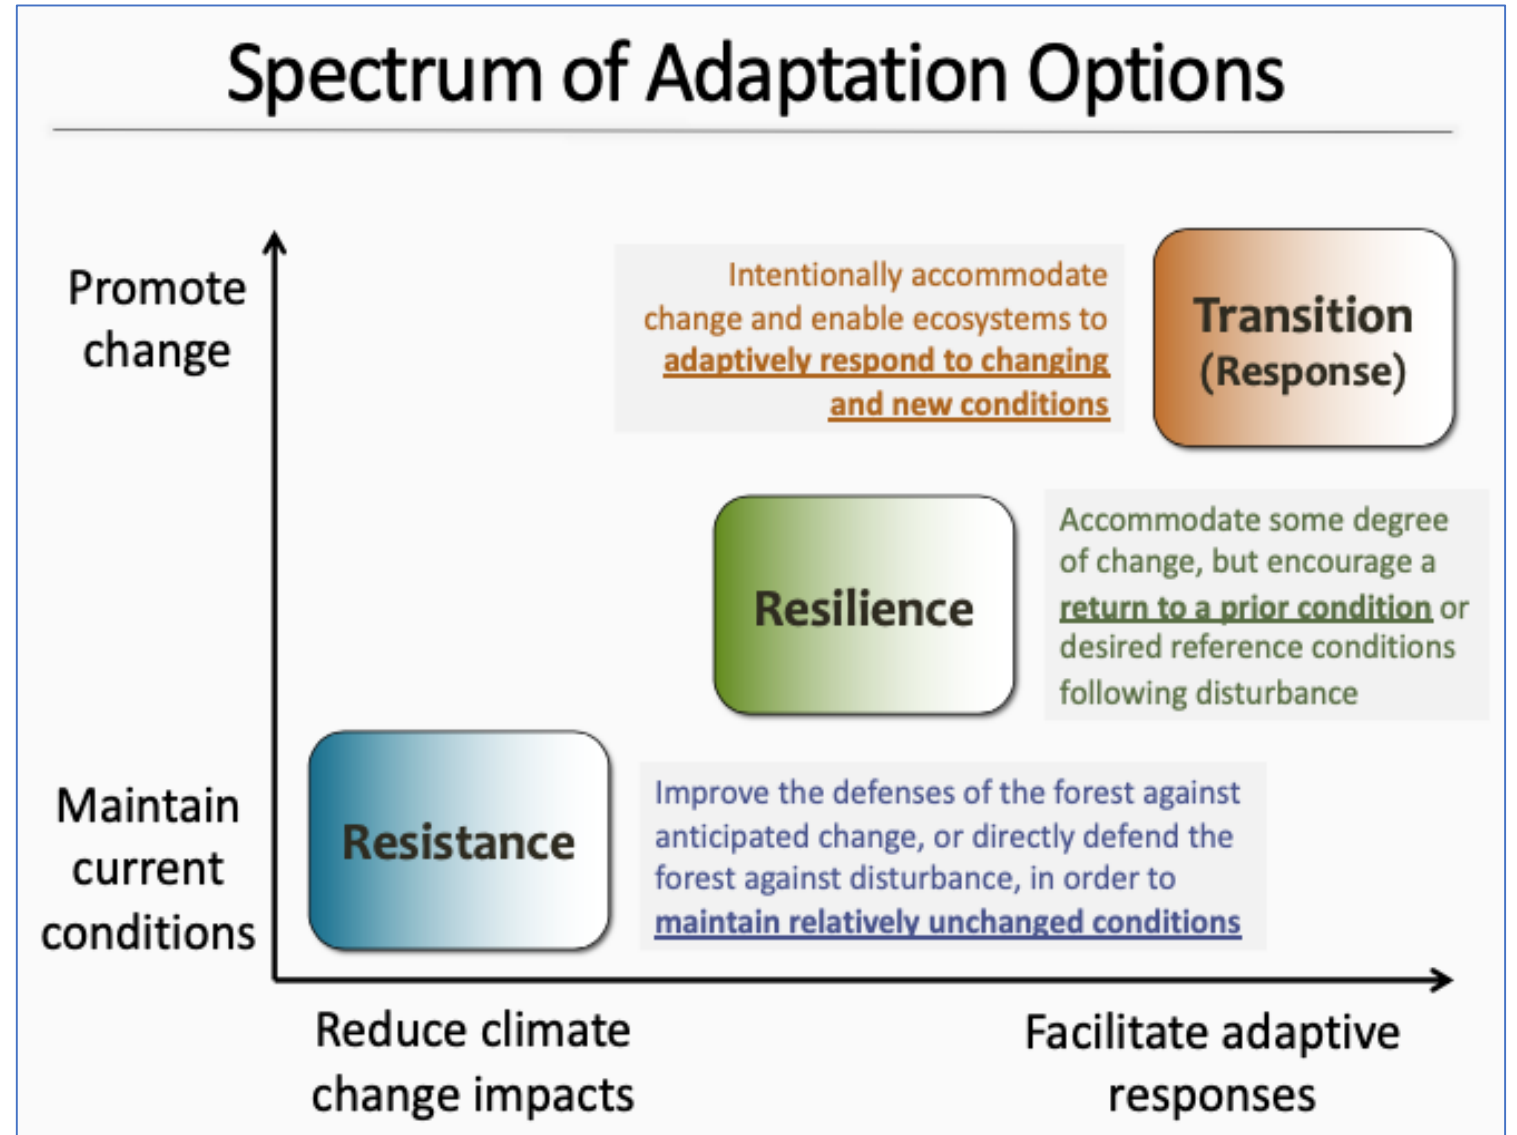 Spectrum of Adaptation Options
Promote
change
Intentionally accommodate
change and enable ecosystems to
adaptively respond to changing
and new conditions
Transition
(Response)
Resilience
Accommodate some degree
of change, but encourage a
return to a prior condition or
desired reference conditions
following disturbance
Maintain
current
conditions
Resistance
Improve the defenses of the forest against
anticipated change, or directly defend the
forest against disturbance, in order to
maintain relatively unchanged conditions
Reduce climate
change impacts
Facilitate adaptive
responses